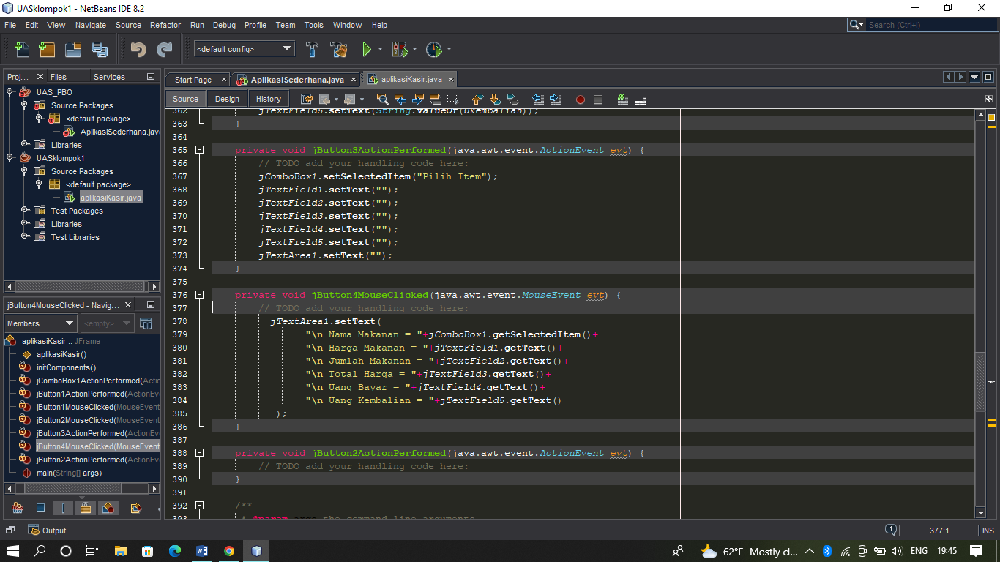 UASklompok1 - NetBeans IDE 8.2
File Edit View Navigate Source Refactor Run Debug Profile Team Tools Window Help
Search (Ctrl+I)
<default config>
Proj... Files Services
UAS_PBO
Source Packages
<default package>
AplikasiSederhana.java
Libraries
UASklompok1
Source Packages
<default package>
aplikasiKasir.java
Test Packages
Libraries
Test Libraries
jButton4MouseClicked - Navig...
Members <empty>
aplikasiKasir :: JFrame
aplikasiKasir()
initComponents()
jComboBox1ActionPerformed(Actio
jButton1ActionPerformed(ActionEve
jButton1MouseClicked(MouseEvent
jButton2MouseClicked(MouseEvent
jButton3ActionPerformed(ActionEve
jButton4MouseClicked(MouseEvent
jButton2ActionPerformed(ActionEve
main(String[] args)
Start Page AplikasiSederhana.java aplikasiKasir.java
Source Design History
362 jTextField5.setText(String.valueOf(UKembalian));
363 }
364
365 private void jButton3ActionPerformed(java.awt.event.ActionEvent evt) {
366 // TODO add your handling code here:
367 jComboBox1.setSelectedItem("Pilih Item");
368 jTextField1.setText("");
369 jTextField2.setText("");
370 jTextField3.setText("");
371 jTextField4.setText("");
372 jTextField5.setText("");
373 jTextArea1.setText("");
374 }
375
376 private void jButton4MouseClicked(java.awt.event.MouseEvent evt) {
377 // TODO add your handling code here:
378 jTextArea1.setText(
379 "\n Nama Makanan = "+jComboBox1.getSelectedItem()+
380 "\n Harga Makanan = "+jTextField1.getText()+
381 "\n Jumlah Makanan = "+jTextField2.getText()+
382 "\n Total Harga = "+jTextField3.getText()+
383 "\n Uang Bayar = "+jTextField4.getText()+
384 "\n Uang Kembalian = "+jTextField5.getText()
385 );
386 }
387
388 private void jButton2ActionPerformed(java.awt.event.ActionEvent evt) {
389 // TODO add your handling code here:
390 }
391
392 /**
393 * @param args the command line arguments
Output
1 377:1 INS
62°F Mostly cl... ENG 19:45